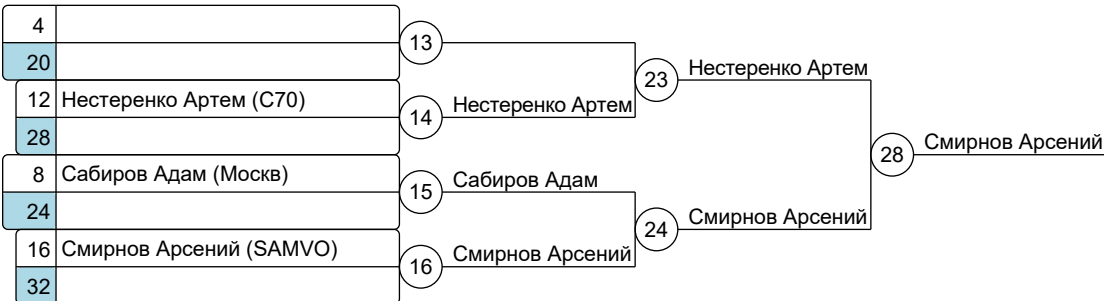 4
13
20
23 Нестеренко Артем
12 Нестеренко Артем (С70)
14 Нестеренко Артем
28
28 Смирнов Арсений
8 Сабиров Адам (Москв)
15 Сабиров Адам
24
24 Смирнов Арсений
16 Смирнов Арсений (SAMVO)
16 Смирнов Арсений
32